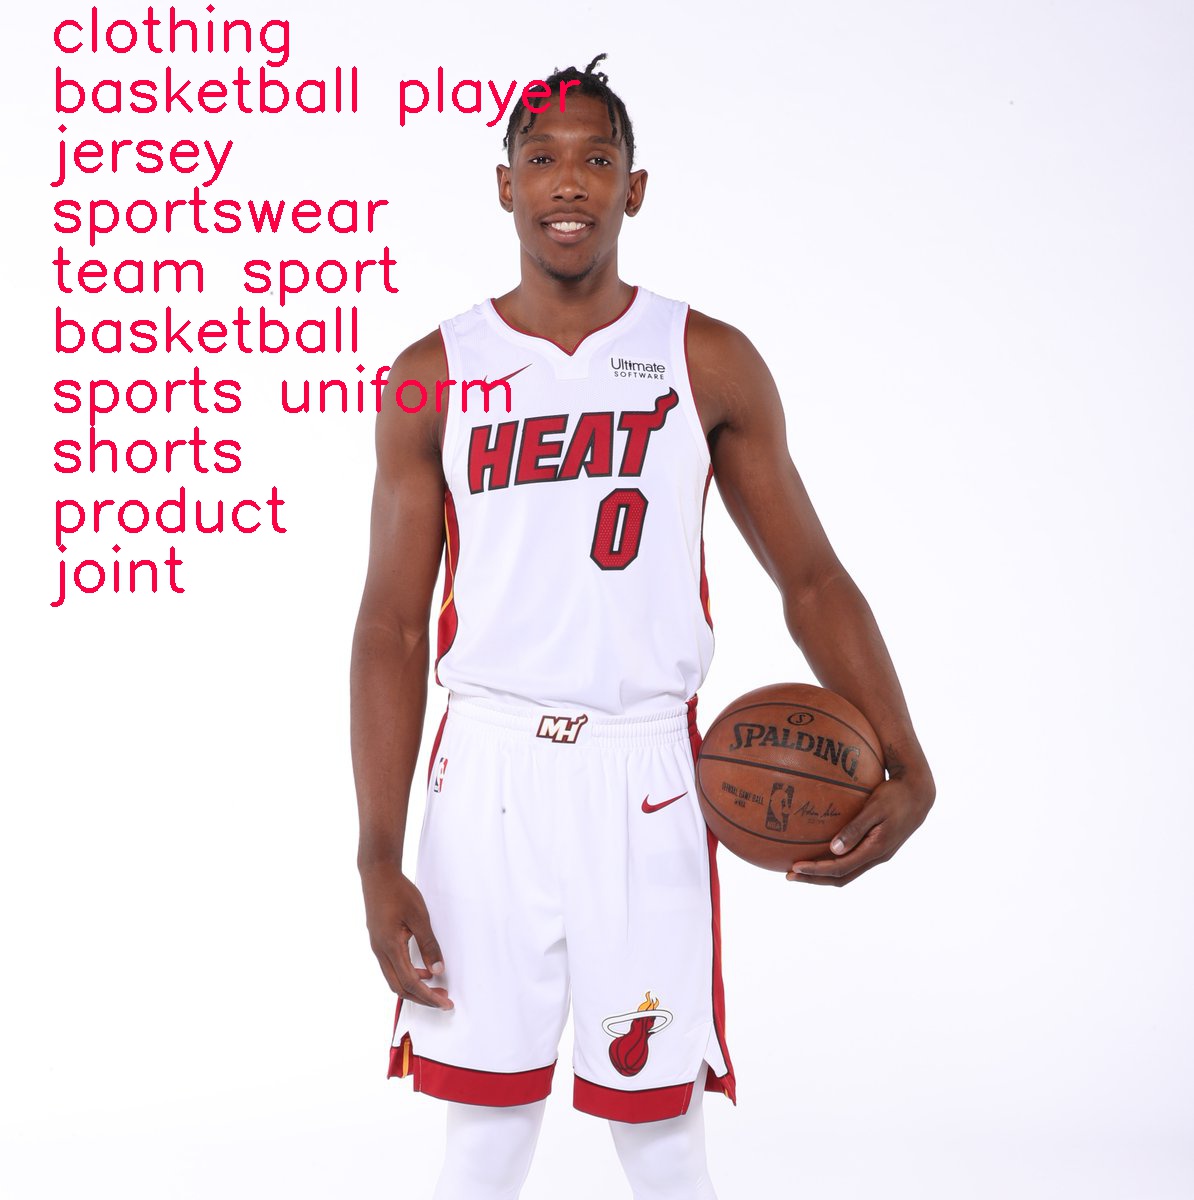 clothing
basketball player
jersey
sportswear
team sport
basketball
sports uniform
shorts
product
joint
Ultimate
SOFTWARE
HEAT
0
MH
SPALDING